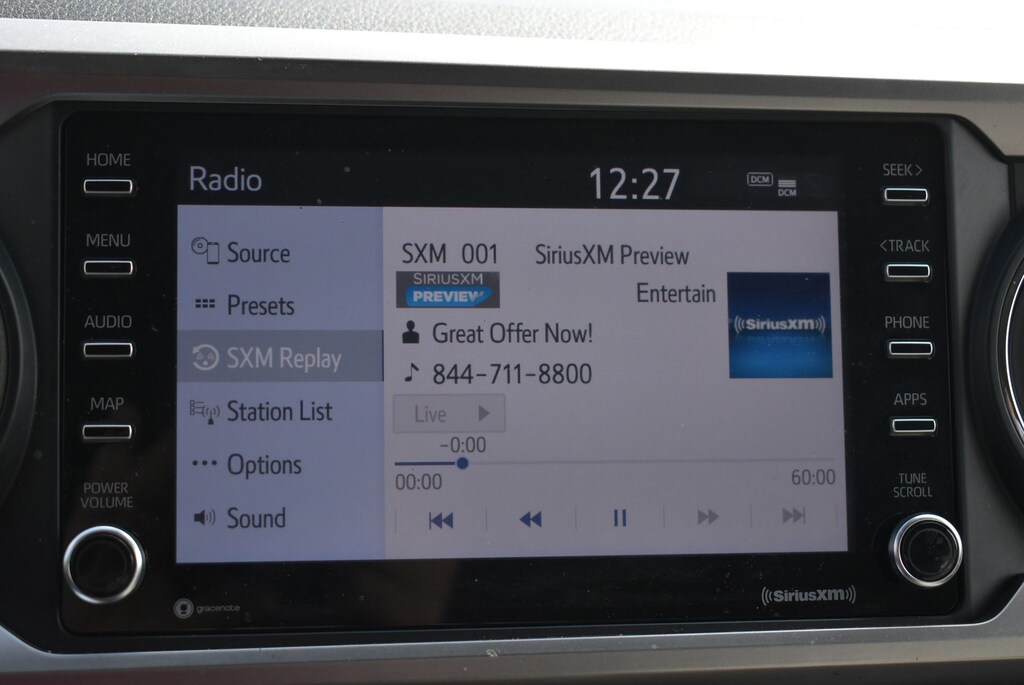 HOME
MENU
AUDIO
MAP
POWER
VOLUME
Radio
12:27
DCM
DCM
Source
Presets
SXM Replay
Station List
Options
Sound
SXM 001 SiriusXM Preview
SIRIUSXM
PREVIEW
Entertain
Great Offer Now!
844-711-8800
((SiriusXM))
Live
-0:00
00:00
60:00
SEEK >
< TRACK
PHONE
APPS
TUNE
SCROLL
gracenote
((SiriusXM))